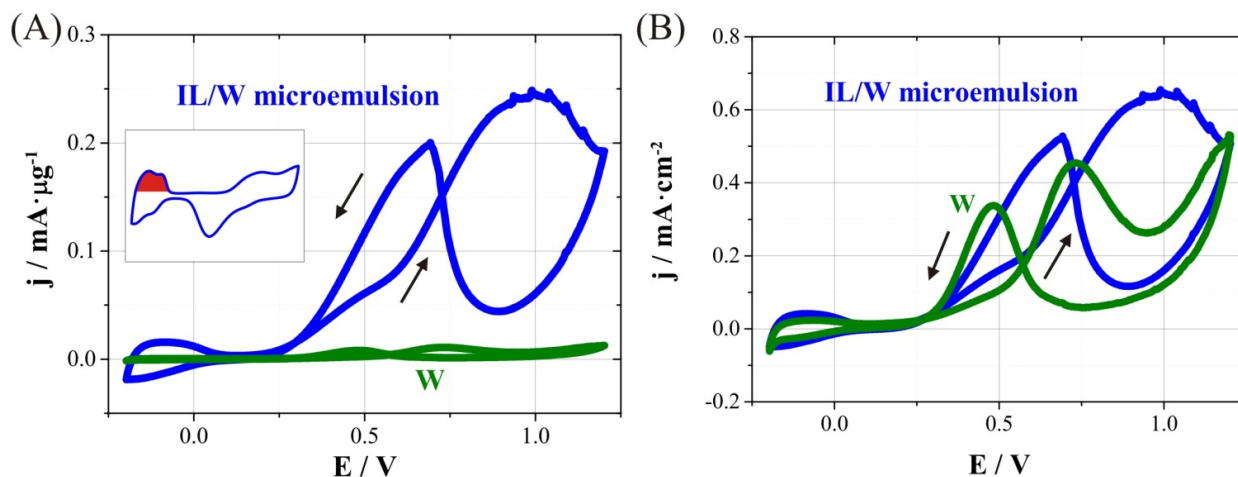 (A)
j / mA·μg⁻¹
0.3
0.2
0.1
0.0
IL/W microemulsion
W
0.0
0.5
1.0
E / V
(B)
j / mA·cm⁻²
0.8
0.6
0.4
0.2
0.0
-0.2
IL/W microemulsion
W
0.0
0.5
1.0
E / V